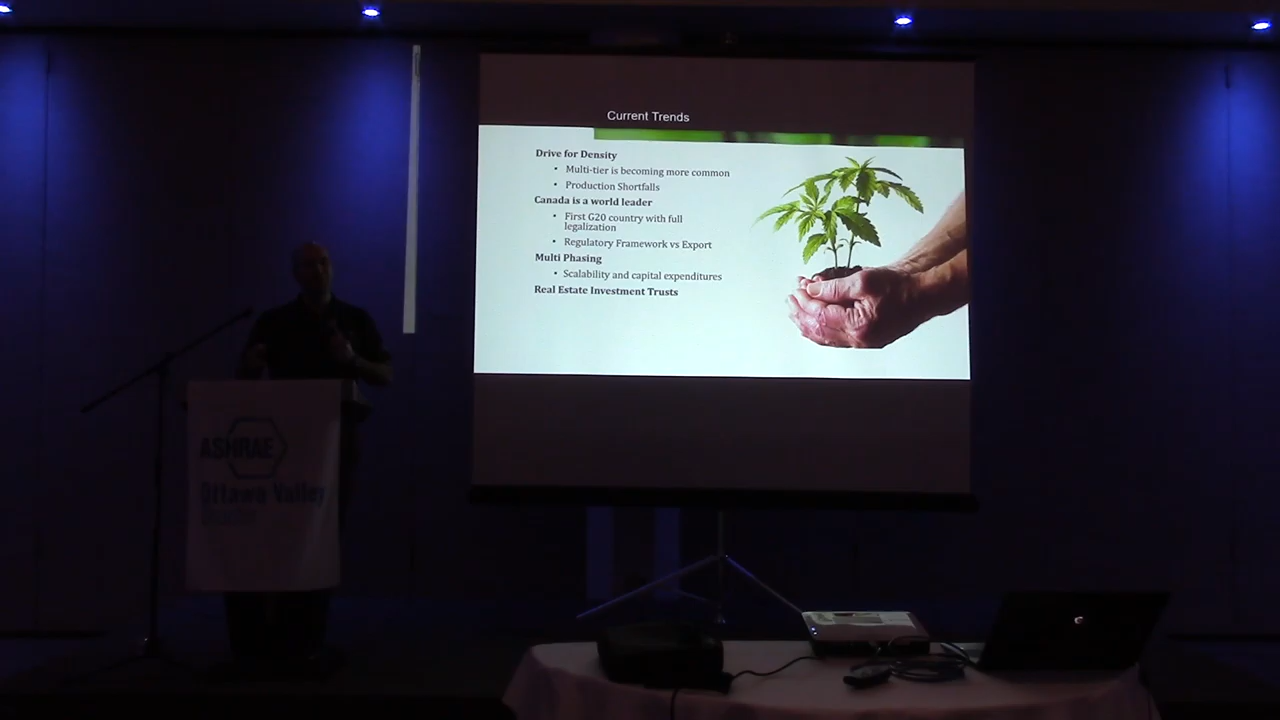 Current Trends
Drive for Density
• Multi-tier is becoming more common
• Production Shortfalls
Canada is a world leader
• First G20 country with full
legalization
• Regulatory Framework vs Export
Multi Phasing
• Scalability and capital expenditures
Real Estate Investment Trusts
ASHRAE
Ottawa Valley